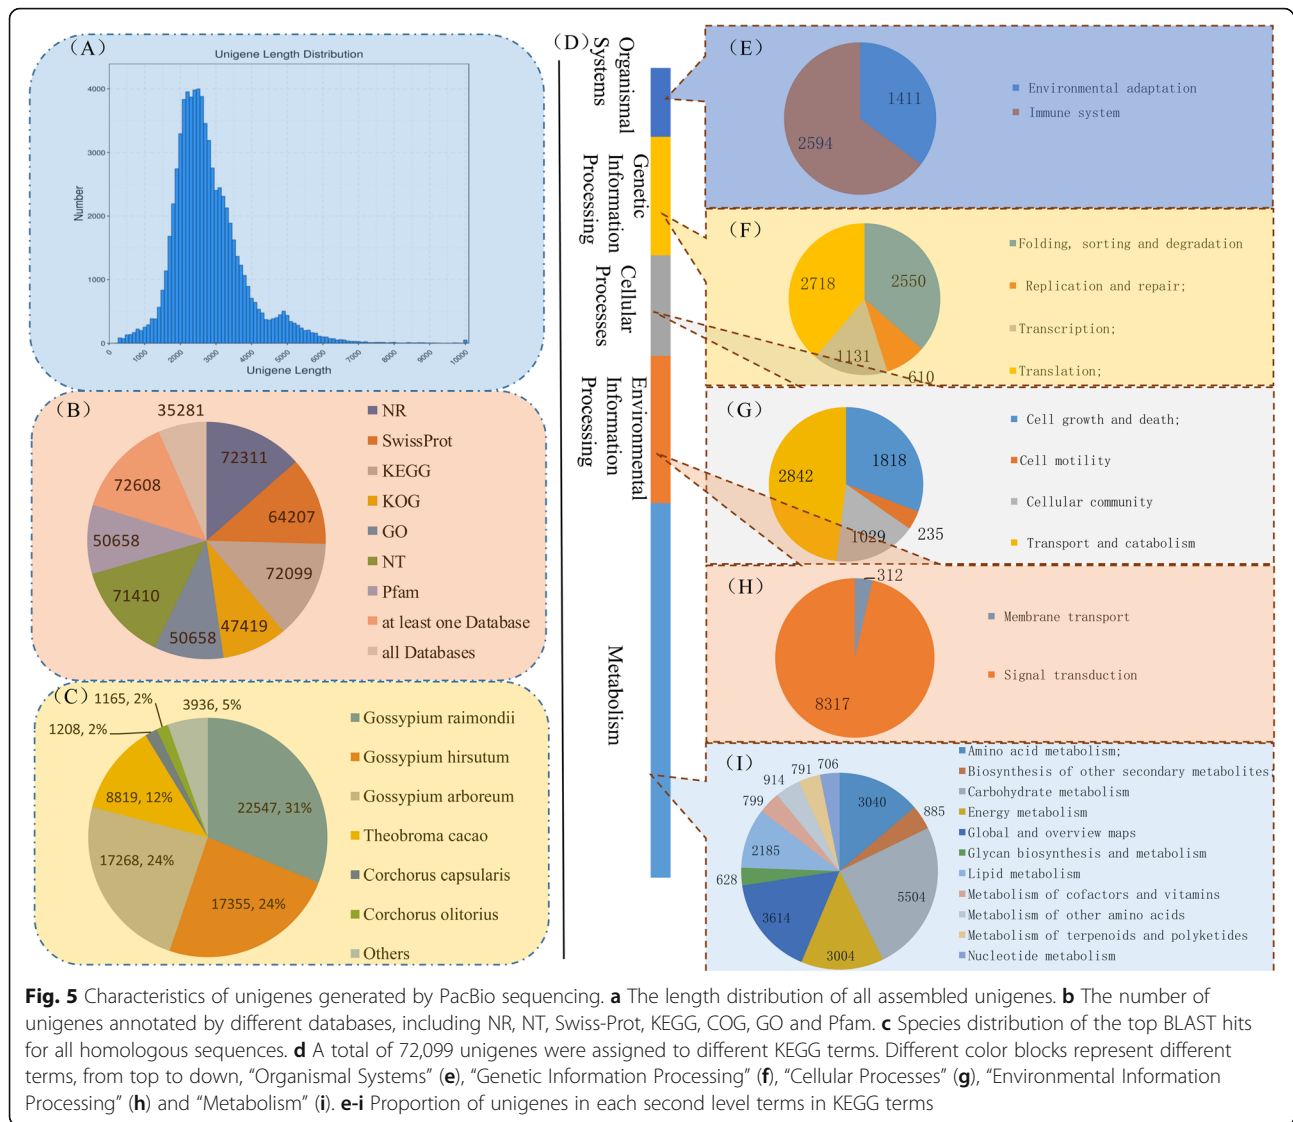 (A)
Unigene Length Distribution
Number
4000
3000
2000
1000
0
0
1000
2000
3000
4000
5000
6000
7000
8000
9000
10000
Unigene Length
(B)
35281
72311
64207
72099
47419
50658
71410
50658
72608
NR
SwissProt
KEGG
KOG
GO
NT
Pfam
at least one Database
all Databases
(C)
1165, 2%
3936, 5%
1208, 2%
8819, 12%
22547, 31%
17268, 24%
17355, 24%
Gossypium raimondii
Gossypium hirsutum
Gossypium arboreum
Theobroma cacao
Corchorus capsularis
Corchorus olitorius
Others
(D)
Organismal
Systems
Genetic
Information
Processing
Cellular
Processes
Environmental
Information
Processing
Metabolism
(E)
1411
2594
Environmental adaptation
Immune system
(F)
2718
2550
1131
610
Folding, sorting and degradation
Replication and repair;
Transcription;
Translation;
(G)
2842
1818
1029
235
Cell growth and death;
Cell motility
Cellular community
Transport and catabolism
(H)
312
8317
Membrane transport
Signal transduction
(I)
706
791
914
799
2185
628
3614
3004
5504
885
3040
Amino acid metabolism;
Biosynthesis of other secondary metabolites;
Carbohydrate metabolism
Energy metabolism
Global and overview maps
Glycan biosynthesis and metabolism
Lipid metabolism
Metabolism of cofactors and vitamins
Metabolism of other amino acids
Metabolism of terpenoids and polyketides
Nucleotide metabolism
Fig. 5 Characteristics of unigenes generated by PacBio sequencing. a The length distribution of all assembled unigenes. b The number of
unigenes annotated by different databases, including NR, NT, Swiss-Prot, KEGG, COG, GO and Pfam. c Species distribution of the top BLAST hits
for all homologous sequences. d A total of 72,099 unigenes were assigned to different KEGG terms. Different color blocks represent different
terms, from top to down, “Organismal Systems” (e), “Genetic Information Processing” (f), “Cellular Processes” (g), “Environmental Information
Processing” (h) and “Metabolism” (i). e-i Proportion of unigenes in each second level terms in KEGG terms